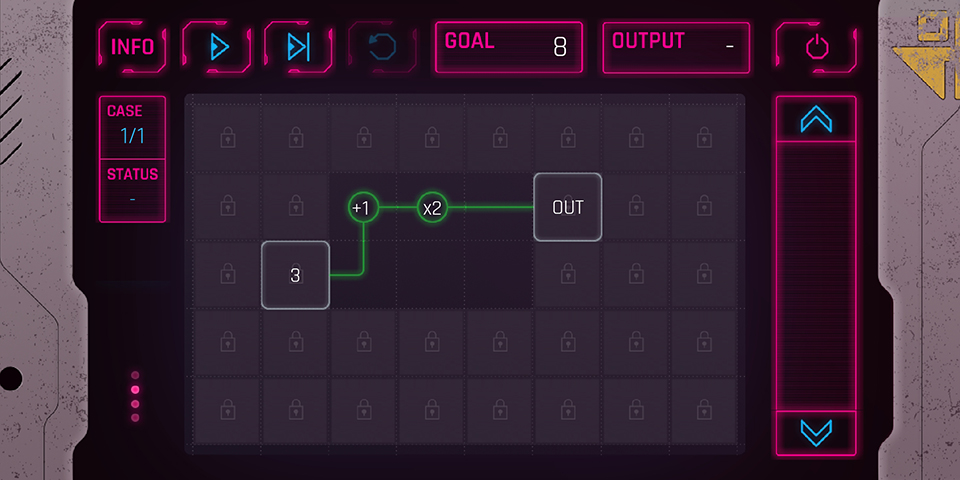 INFO
GOAL 8
OUTPUT -
CASE
1/1
STATUS
-
+1
x2
OUT
3